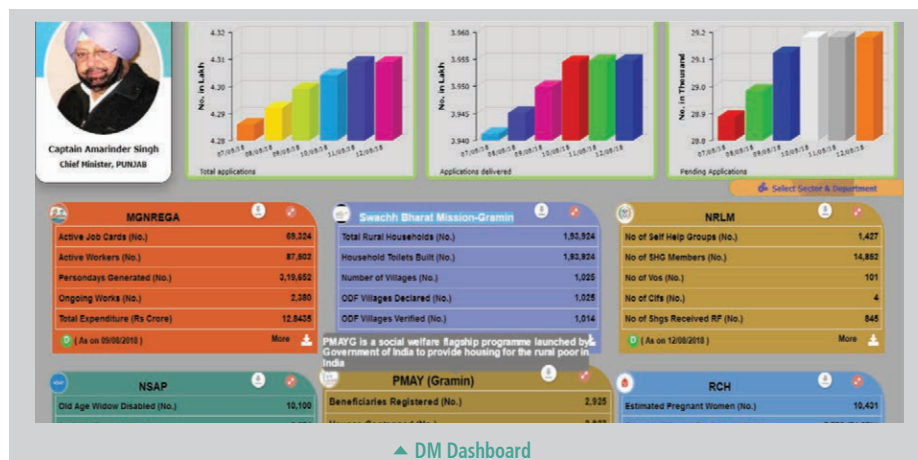 4.32
4.31
4.30
4.29
4.28
No. in Lakh
07/08/18 08/08/18 09/08/18 10/08/18 11/08/18 12/08/18
Total applications
3.960
3.955
3.950
3.945
3.940
No. in Lakh
07/08/18 08/08/18 09/08/18 10/08/18 11/08/18 12/08/18
Applications delivered
29.2
29.1
29.0
28.9
28.8
No. in Thousand
07/08/18 08/08/18 09/08/18 10/08/18 11/08/18 12/08/18
Pending Applications
Captain Amarinder Singh
Chief Minister, PUNJAB
Select Sector & Department
MGNREGA
Active Job Cards (No.) 69,324
Active Workers (No.) 87,502
Persondays Generated (No.) 3,19,652
Ongoing Works (No.) 2,380
Total Expenditure (Rs Crore) 12.8435
D ( As on 09/08/2018 ) More
Swachh Bharat Mission-Gramin
Total Rural Households (No.) 1,93,924
Household Toilets Built (No.) 1,93,924
Number of Villages (No.) 1,025
ODF Villages Declared (No.) 1,025
ODF Villages Verified (No.) 1,014
NRLM
No of Self Help Groups (No.) 1,427
No of SHG Members (No.) 14,852
No of Vos (No.) 101
No of Clfs (No.) 4
No of Shgs Received RF (No.) 845
D ( As on 12/08/2018 ) More
PMAYG is a social welfare flagship programme launched by
Government of India to provide housing for the rural poor in
India
NSAP
Old Age Widow Disabled (No.) 10,100
PMAY (Gramin)
Beneficiaries Registered (No.) 2,925
RCH
Estimated Pregnant Women (No.) 10,431
DM Dashboard